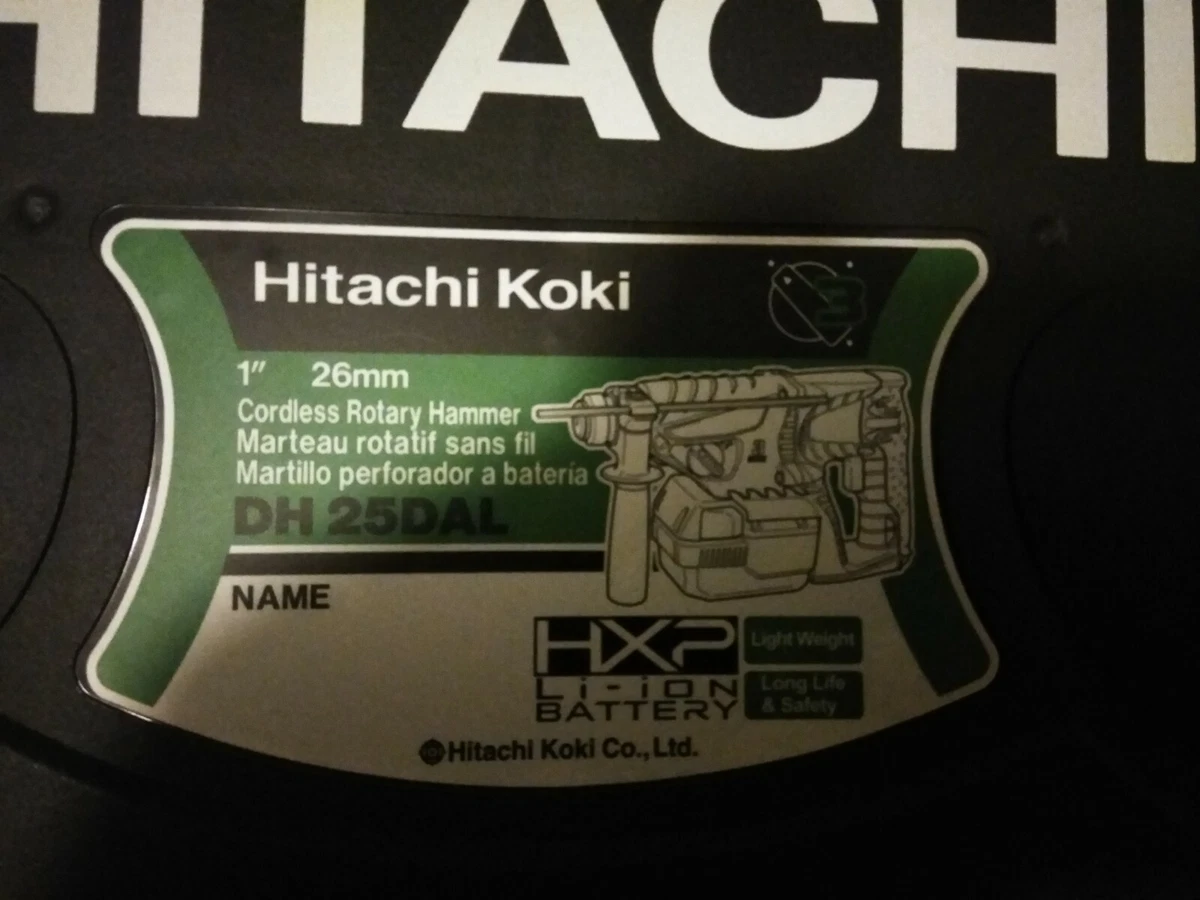 HITACHI
Hitachi Koki
3
1" 26mm
Cordless Rotary Hammer
Marteau rotatif sans fil
Martillo perforador a batería
DH 25DAL
NAME
HXP
Li-ion
BATTERY
Light Weight
Long Life
& Safety
Hitachi Koki Co., Ltd.